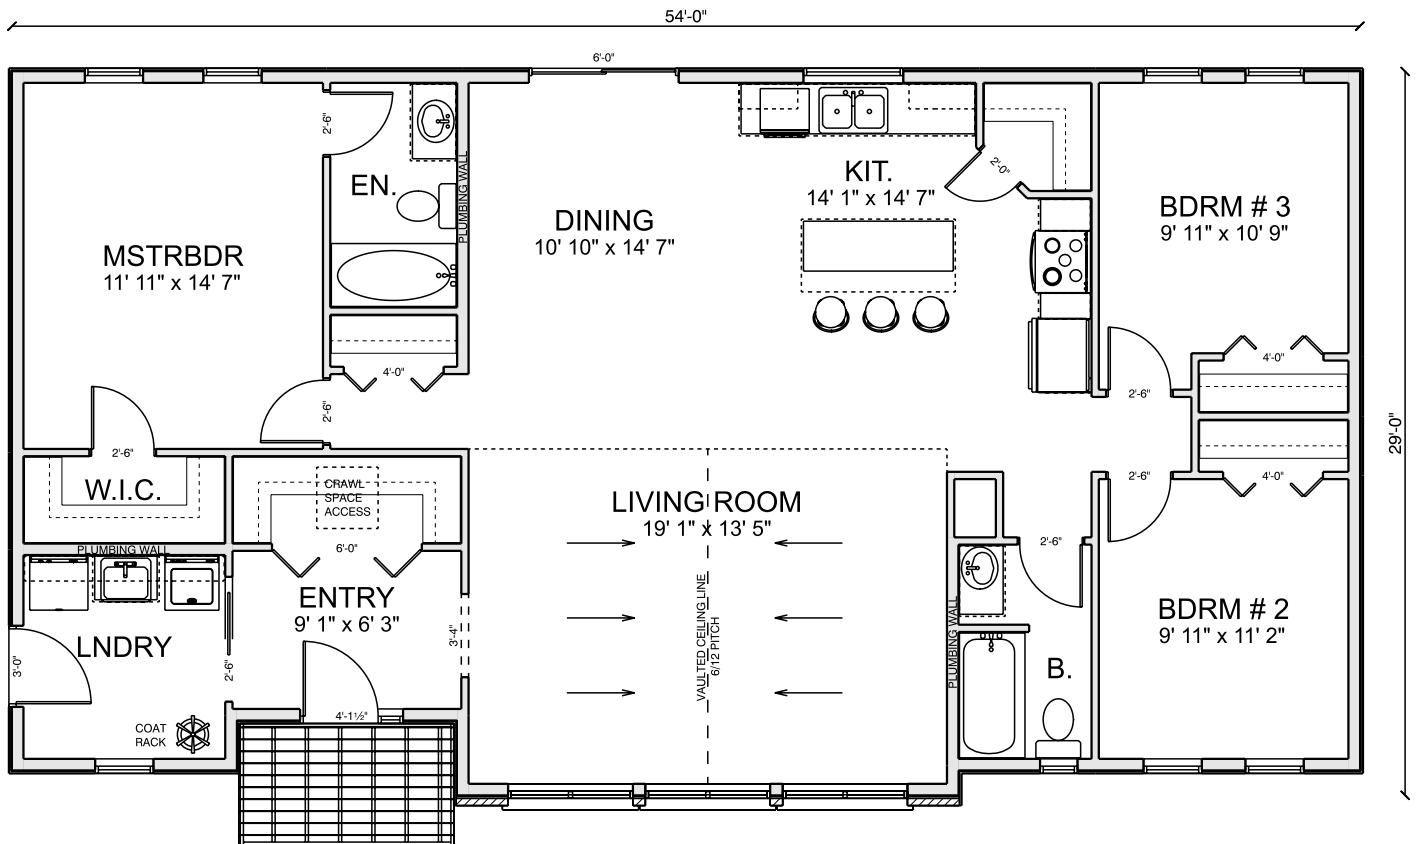 54'-0"
6'-0"
2'-6"
EN.
PLUMBING WALL
KIT.
14' 1" x 14' 7"
2'-0"
DINING
10' 10" x 14' 7"
BDRM # 3
9' 11" x 10' 9"
MSTRBDR
11' 11" x 14' 7"
4'-0"
2'-6"
4'-0"
2'-6"
29'-0"
2'-6"
W.I.C.
CRAWL
SPACE
ACCESS
LIVING ROOM
19' 1" x 13' 5"
2'-6"
4'-0"
PLUMBING WALL
6'-0"
2'-6"
ENTRY
9' 1" x 6' 3"
3'-4"
VAULTED CEILING LINE
6/12 PITCH
PLUMBING WALL
BDRM # 2
9' 11" x 11' 2"
LNDRY
3'-0"
2'-6"
B.
4'-1½"
COAT
RACK